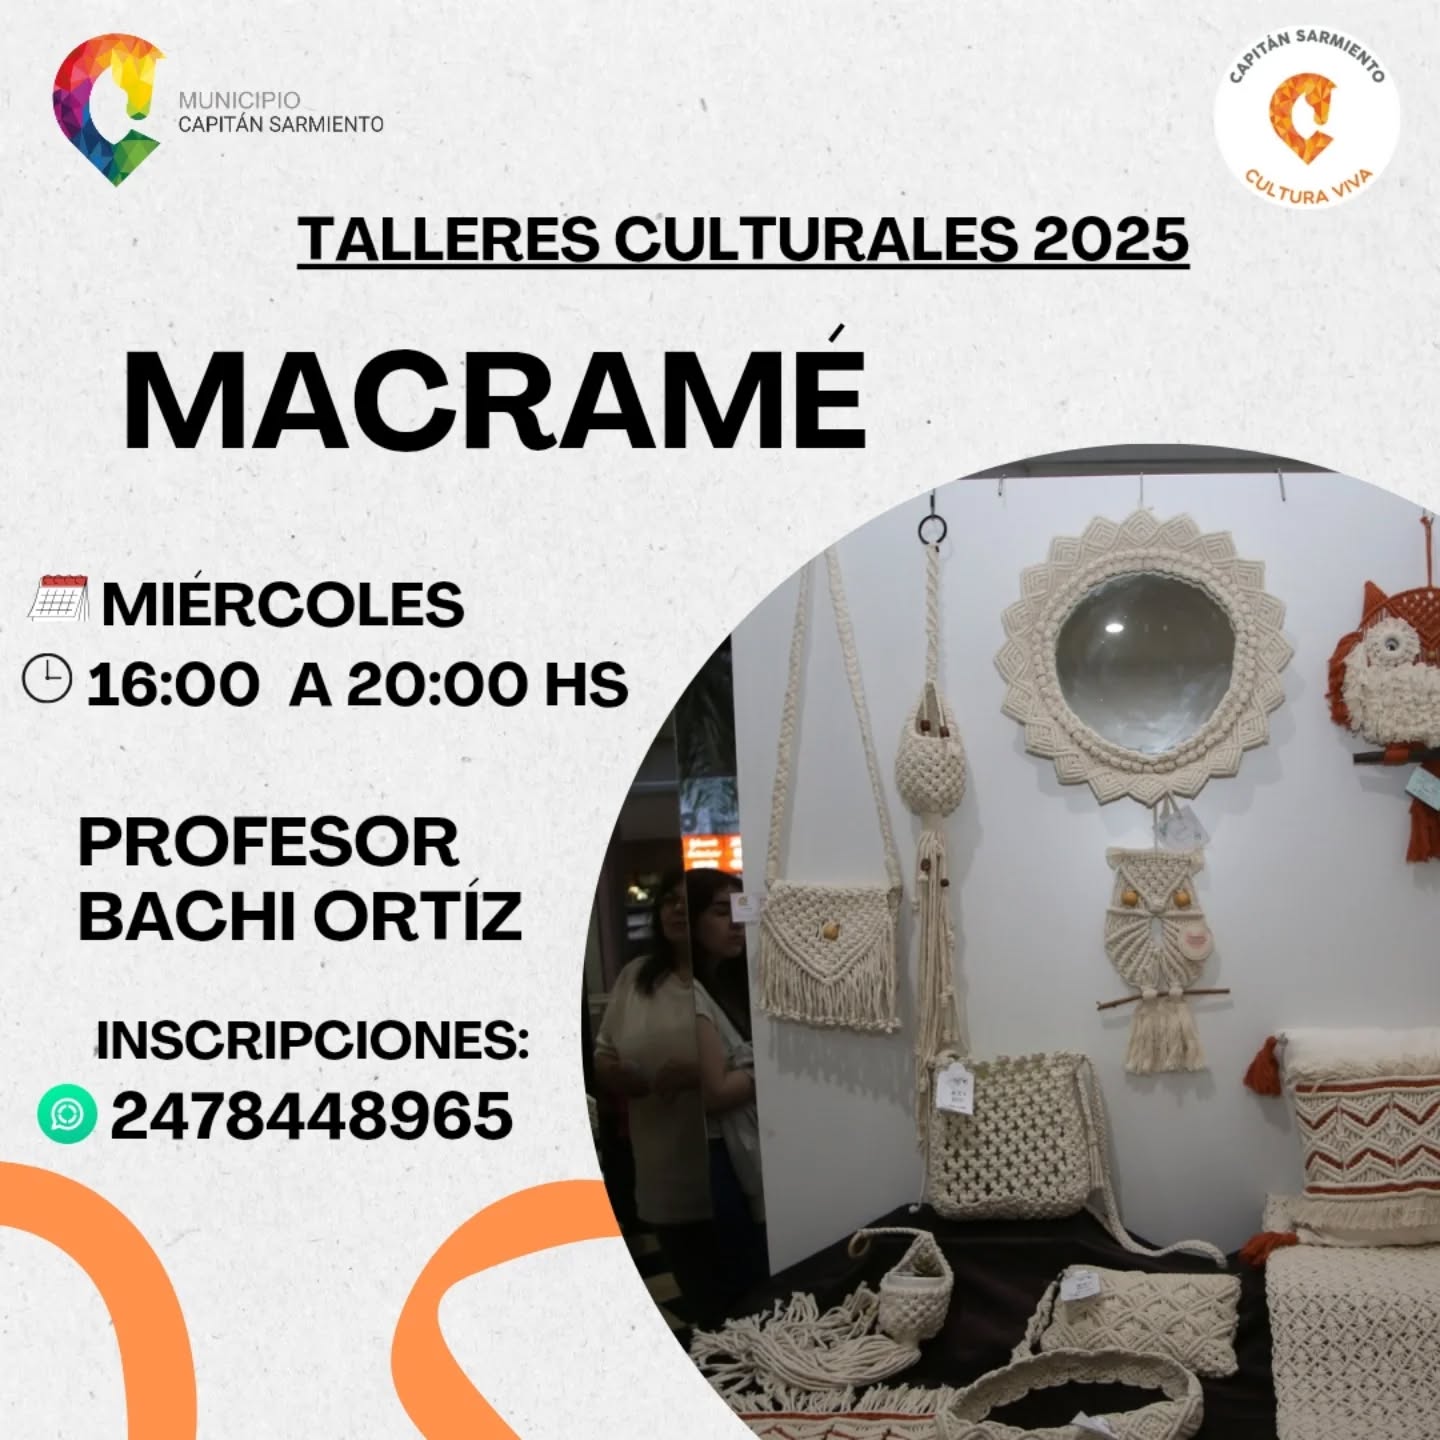 MUNICIPIO
CAPITÁN SARMIENTO
CAPITÁN SARMIENTO
CULTURA VIVA
TALLERES CULTURALES 2025
MACRAMÉ
MIÉRCOLES
16:00 A 20:00 HS
PROFESOR
BACHI ORTÍZ
INSCRIPCIONES:
2478448965